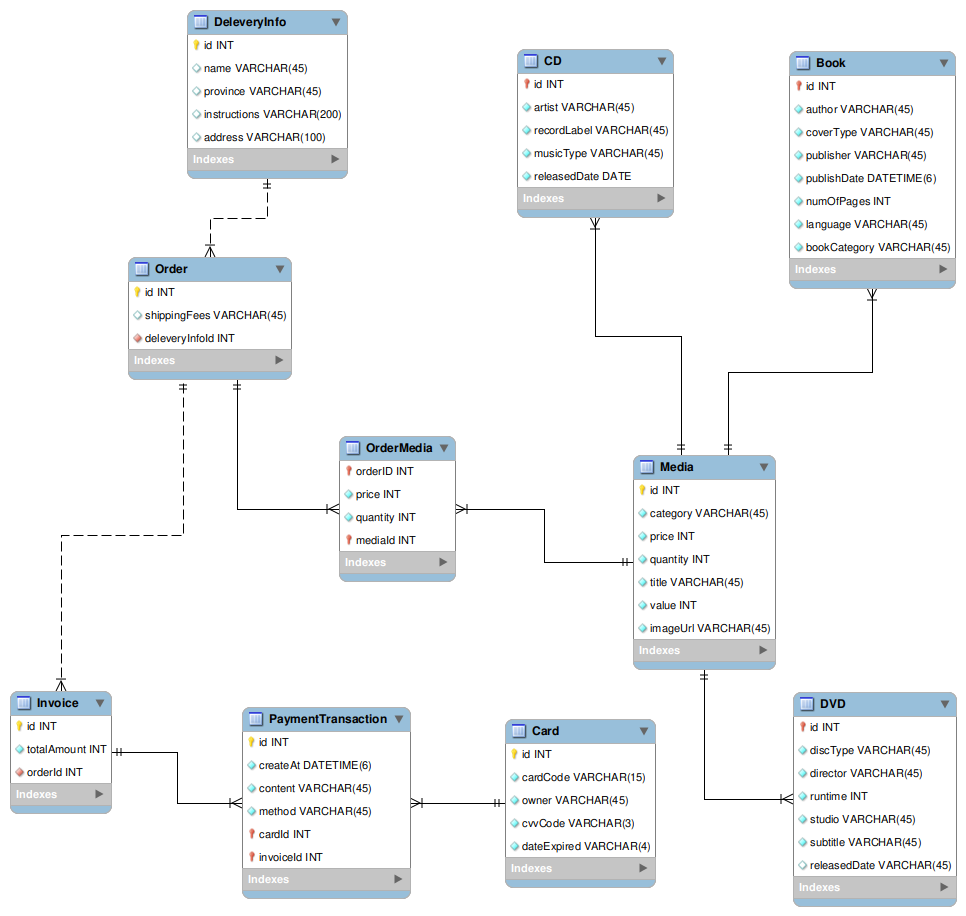 DeleveryInfo
id INT
name VARCHAR(45)
province VARCHAR(45)
instructions VARCHAR(200)
address VARCHAR(100)
Indexes
CD
id INT
artist VARCHAR(45)
recordLabel VARCHAR(45)
musicType VARCHAR(45)
releasedDate DATE
Indexes
Book
id INT
author VARCHAR(45)
coverType VARCHAR(45)
publisher VARCHAR(45)
publishDate DATETIME(6)
numOfPages INT
language VARCHAR(45)
bookCategory VARCHAR(45)
Indexes
Order
id INT
shippingFees VARCHAR(45)
deleveryInfoId INT
Indexes
OrderMedia
orderID INT
price INT
quantity INT
mediaId INT
Indexes
Media
id INT
category VARCHAR(45)
price INT
quantity INT
title VARCHAR(45)
value INT
imageUrl VARCHAR(45)
Indexes
Invoice
id INT
totalAmount INT
orderId INT
Indexes
PaymentTransaction
id INT
createAt DATETIME(6)
content VARCHAR(45)
method VARCHAR(45)
cardId INT
invoiceId INT
Indexes
Card
id INT
cardCode VARCHAR(15)
owner VARCHAR(45)
cvvCode VARCHAR(3)
dateExpired VARCHAR(4)
Indexes
DVD
id INT
discType VARCHAR(45)
director VARCHAR(45)
runtime INT
studio VARCHAR(45)
subtitle VARCHAR(45)
releasedDate VARCHAR(45)
Indexes